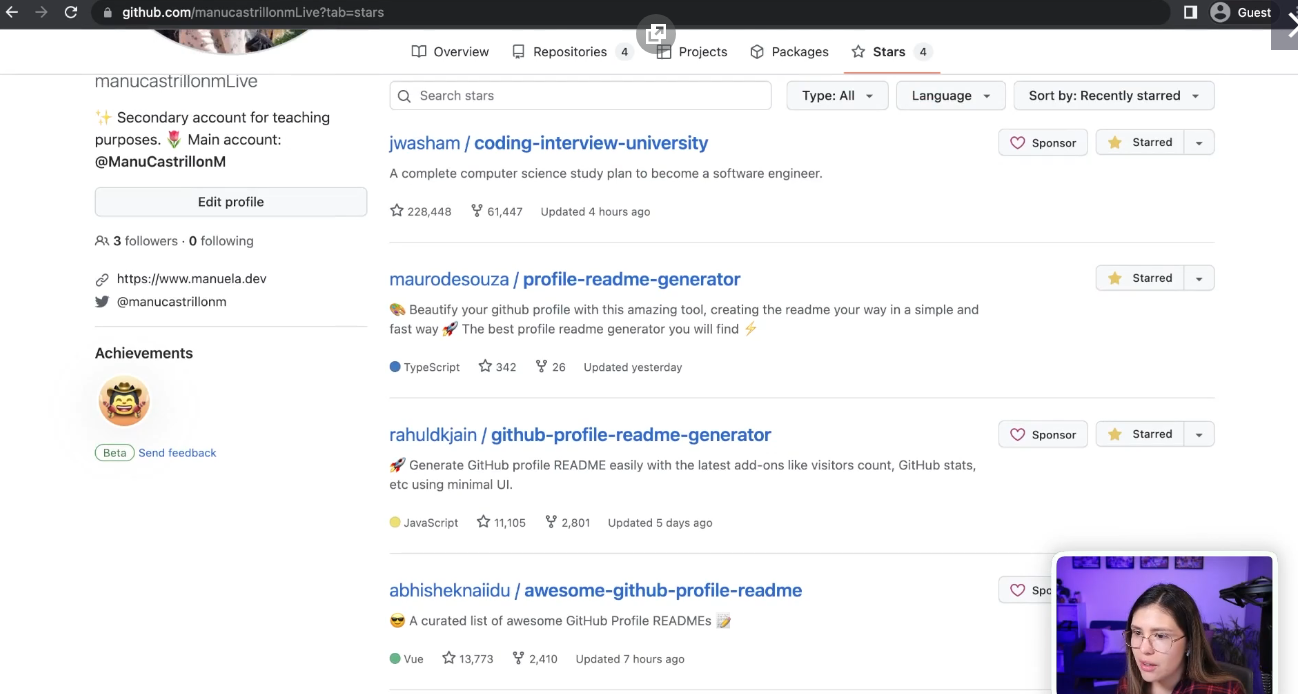 github.com/manucastrillonmLive?tab=stars
Guest
Overview
Repositories 4
Projects
Packages
Stars 4
manucastrillonmLive
✨ Secondary account for teaching
purposes. 🌷 Main account:
@ManuCastrillonM
Edit profile
3 followers · 0 following
https://www.manuela.dev
@manucastrillonm
Achievements
Beta Send feedback
Search stars
Type: All
Language
Sort by: Recently starred
jwasham / coding-interview-university
Sponsor
Starred
A complete computer science study plan to become a software engineer.
228,448 61,447 Updated 4 hours ago
maurodesouza / profile-readme-generator
Starred
🎨 Beautify your github profile with this amazing tool, creating the readme your way in a simple and
fast way 🚀 The best profile readme generator you will find ⚡
TypeScript 342 26 Updated yesterday
rahuldkjain / github-profile-readme-generator
Sponsor
Starred
🚀 Generate GitHub profile README easily with the latest add-ons like visitors count, GitHub stats,
etc using minimal UI.
JavaScript 11,105 2,801 Updated 5 days ago
abhisheknaiidu / awesome-github-profile-readme
Spo
😎 A curated list of awesome GitHub Profile READMEs 📝
Vue 13,773 2,410 Updated 7 hours ago